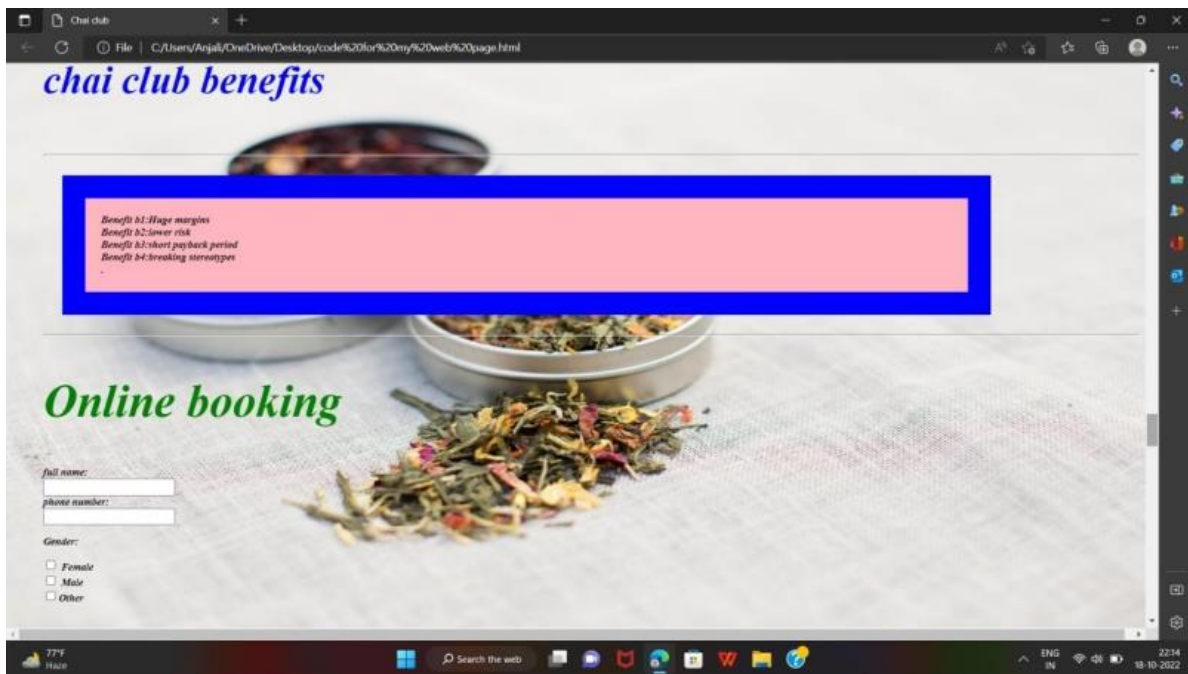 Chai club
File | C:/Users/Anjali/OneDrive/Desktop/code%20for%20my%20web%20page.html
chai club benefits
Benefit b1:Huge margins
Benefit b2:lower risk
Benefit b3:short payback period
Benefit b4:breaking stereotypes
.
Online booking
full name:
phone number:
Gender:
Female
Male
Other
77°F
Haze
Search the web
ENG
IN
22:14
18-10-2022